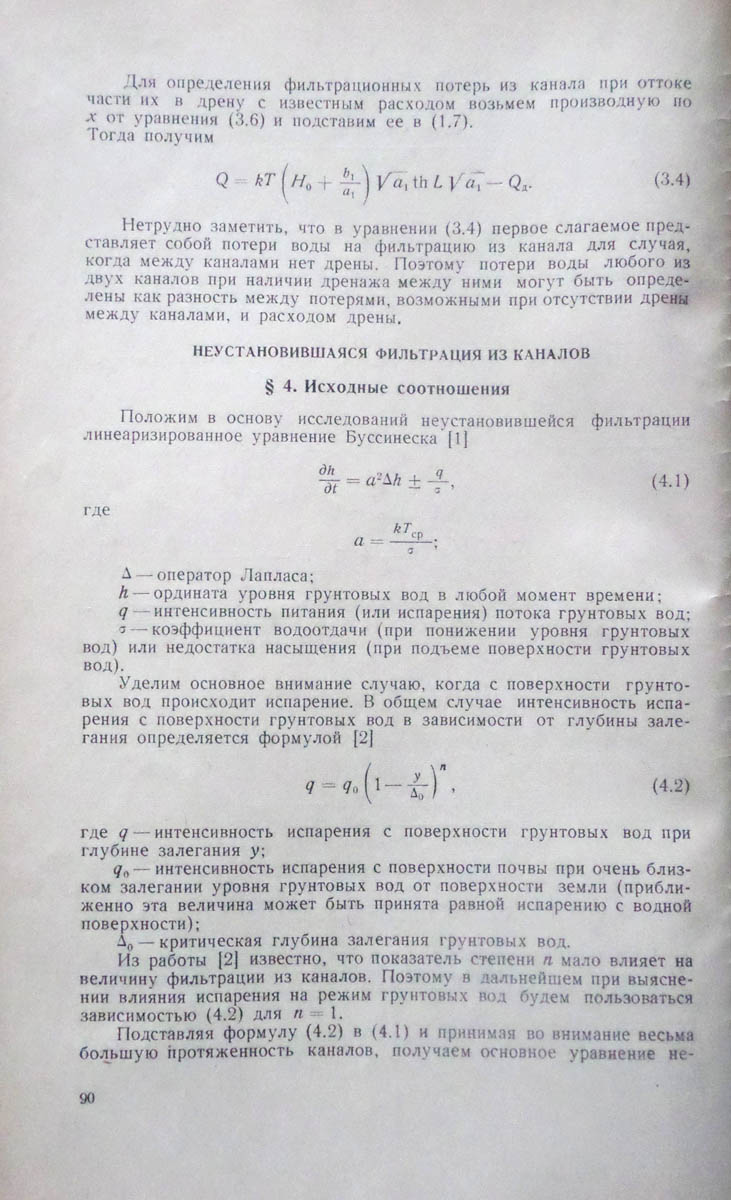 Для определения фильтрационных потерь из канала при оттоке
части их в дрену с известным расходом возьмем производную по
x от уравнения (3.6) и подставим ее в (1.7).
Тогда получим
Q = kT (H₀ + b₁/a₁) √a₁ th L √a₁ — Qд. (3.4)
Нетрудно заметить, что в уравнении (3.4) первое слагаемое пред-
ставляет собой потери воды на фильтрацию из канала для случая,
когда между каналами нет дрены. Поэтому потери воды любого из
двух каналов при наличии дренажа между ними могут быть опреде-
лены как разность между потерями, возможными при отсутствии дрены
между каналами, и расходом дрены.
НЕУСТАНОВИВШАЯСЯ ФИЛЬТРАЦИЯ ИЗ КАНАЛОВ
§ 4. Исходные соотношения
Положим в основу исследований неустановившейся фильтрации
линеаризированное уравнение Буссинеска [1]
∂h/∂t = a²Δh ± q/σ, (4.1)
где
a = kTср/σ;
Δ — оператор Лапласа;
h — ордината уровня грунтовых вод в любой момент времени;
q — интенсивность питания (или испарения) потока грунтовых вод;
σ — коэффициент водоотдачи (при понижении уровня грунтовых
вод) или недостатка насыщения (при подъеме поверхности грунтовых
вод).
Уделим основное внимание случаю, когда с поверхности грунто-
вых вод происходит испарение. В общем случае интенсивность испа-
рения с поверхности грунтовых вод в зависимости от глубины зале-
гания определяется формулой [2]
q = q₀ (1 — y/Δ₀)ⁿ, (4.2)
где q — интенсивность испарения с поверхности грунтовых вод при
глубине залегания y;
q₀ — интенсивность испарения с поверхности почвы при очень близ-
ком залегании уровня грунтовых вод от поверхности земли (прибли-
женно эта величина может быть принята равной испарению с водной
поверхности);
Δ₀ — критическая глубина залегания грунтовых вод.
Из работы [2] известно, что показатель степени n мало влияет на
величину фильтрации из каналов. Поэтому в дальнейшем при выясне-
нии влияния испарения на режим грунтовых вод будем пользоваться
зависимостью (4.2) для n = 1.
Подставляя формулу (4.2) в (4.1) и принимая во внимание весьма
большую протяженность каналов, получаем основное уравнение не-
90